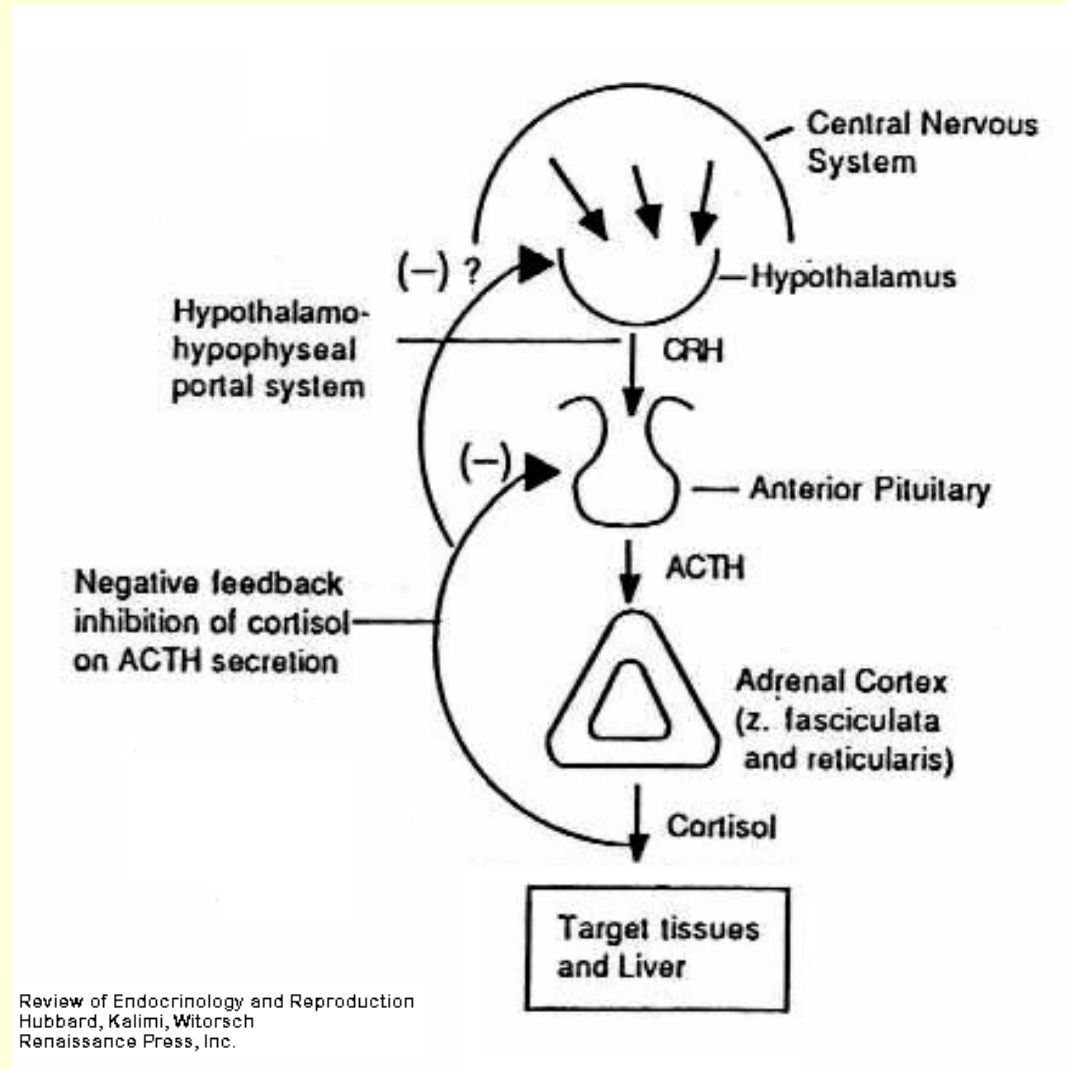 Central Nervous
System
(–) ?
Hypothalamus
Hypothalamo-
hypophyseal
portal system
CRH
(–)
Anterior Pituitary
ACTH
Negative feedback
inhibition of cortisol
on ACTH secretion
Adrenal Cortex
(z. fasciculata
and reticularis)
Cortisol
Target tissues
and Liver
Review of Endocrinology and Reproduction
Hubbard, Kalimi, Witorsch
Renaissance Press, Inc.